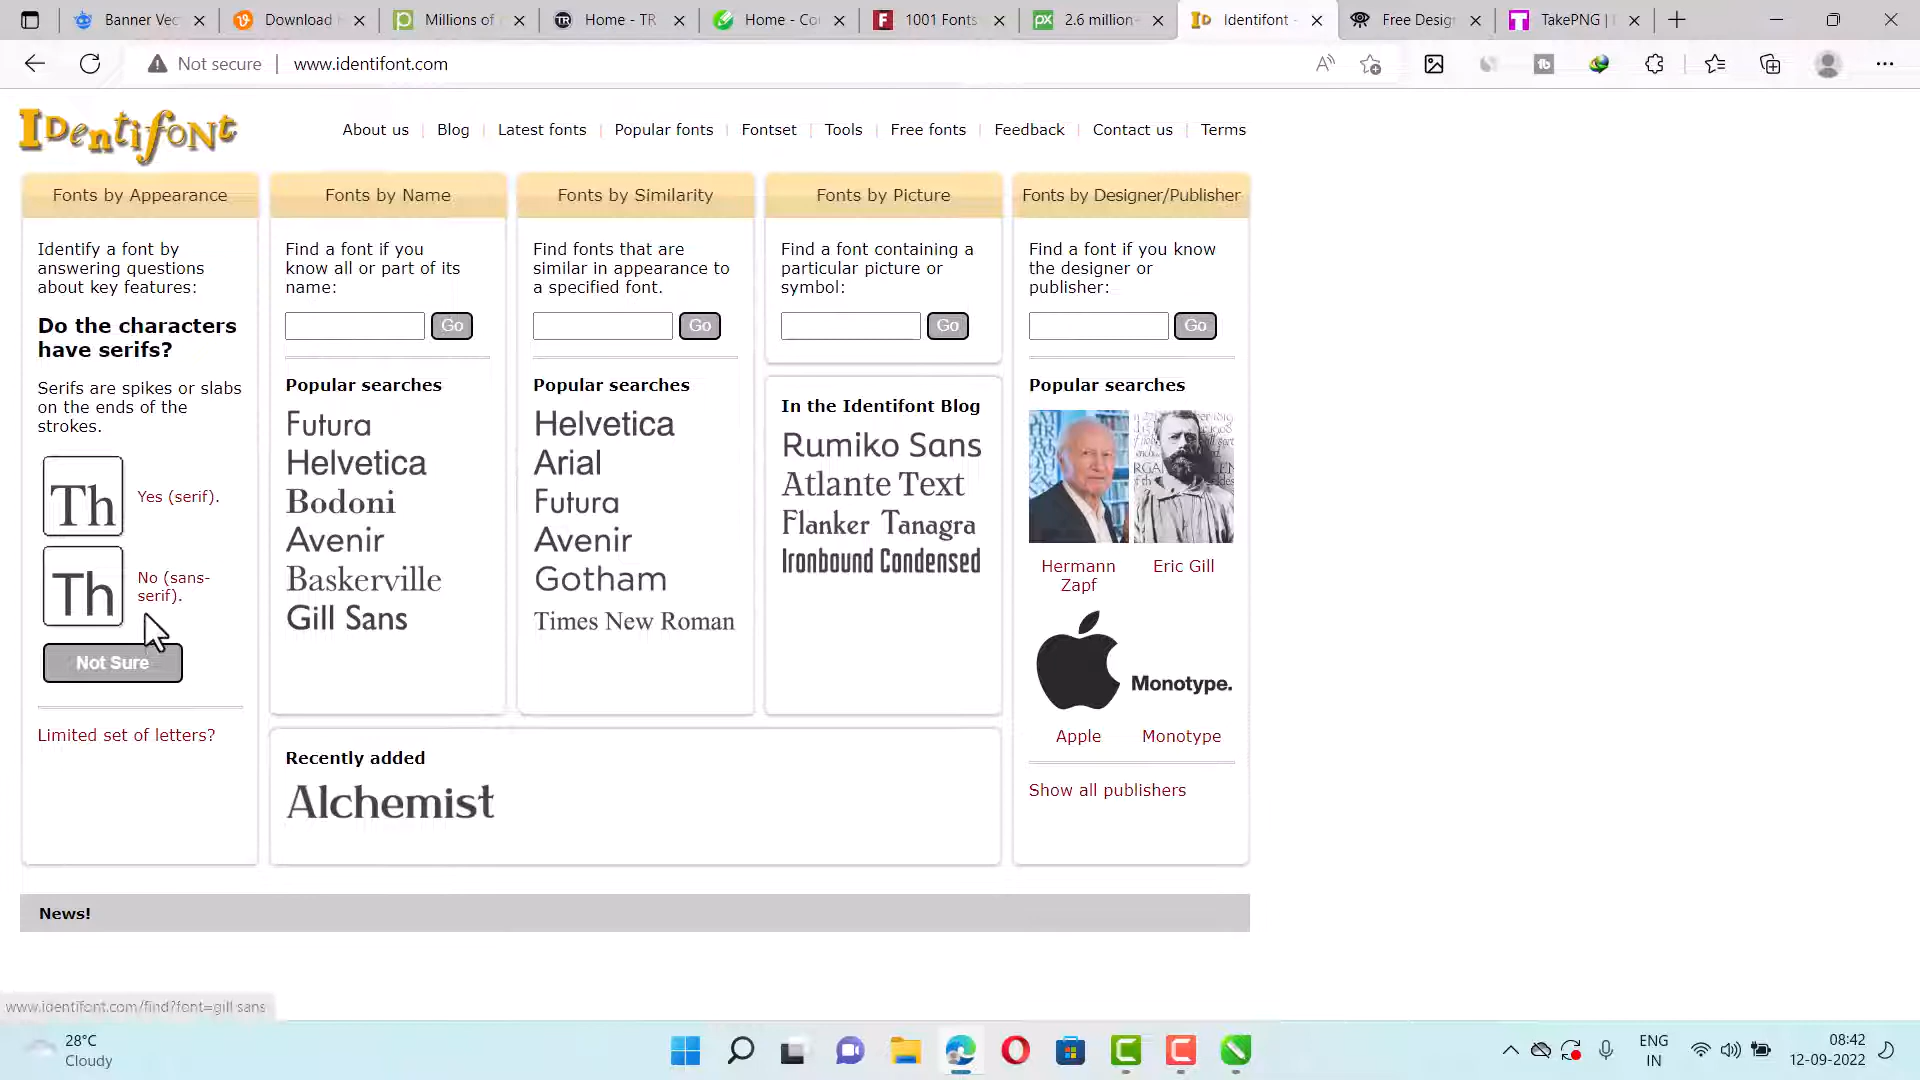 Banner Vec
Download
Millions of
Home - TR
Home - Co
1001 Fonts
2.6 million
Identifont -
Free Desig
TakePNG |
Not secure
www.identifont.com
IDentifoNt
About us | Blog | Latest fonts | Popular fonts | Fontset | Tools | Free fonts | Feedback | Contact us | Terms
Fonts by Appearance
Identify a font by
answering questions
about key features:
Do the characters
have serifs?
Serifs are spikes or slabs
on the ends of the
strokes.
Th
Yes (serif).
Th
No (sans-
serif).
Not Sure
Limited set of letters?
Fonts by Name
Find a font if you
know all or part of its
name:
Go
Popular searches
Futura
Helvetica
Bodoni
Avenir
Baskerville
Gill Sans
Fonts by Similarity
Find fonts that are
similar in appearance to
a specified font.
Go
Popular searches
Helvetica
Arial
Futura
Avenir
Gotham
Times New Roman
Fonts by Picture
Find a font containing a
particular picture or
symbol:
Go
In the Identifont Blog
Rumiko Sans
Atlante Text
Flanker Tanagra
Ironbound Condensed
Fonts by Designer/Publisher
Find a font if you know
the designer or
publisher:
Go
Popular searches
Hermann
Zapf
Eric Gill
Monotype.
Apple
Monotype
Show all publishers
Recently added
Alchemist
News!
www.identifont.com/find?font=gill sans
28°C
Cloudy
ENG
IN
08:42
12-09-2022